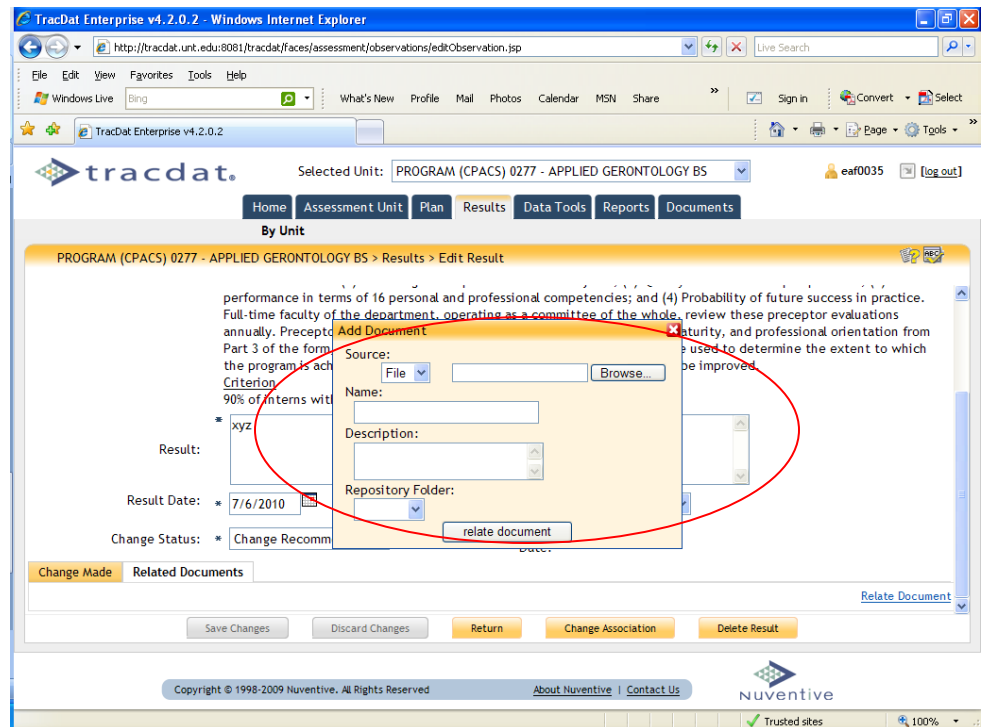 TracDat Enterprise v4.2.0.2 - Windows Internet Explorer
http://tracdat.unt.edu:8081/tracdat/faces/assessment/observations/editObservation.jsp
Live Search
File Edit View Favorites Tools Help
Windows Live Bing What's New Profile Mail Photos Calendar MSN Share » Sign in Convert Select
TracDat Enterprise v4.2.0.2 Page Tools »
tracdat. Selected Unit: PROGRAM (CPACS) 0277 - APPLIED GERONTOLOGY BS eaf0035 [log out]
Home Assessment Unit Plan Results Data Tools Reports Documents
By Unit
PROGRAM (CPACS) 0277 - APPLIED GERONTOLOGY BS > Results > Edit Result ABC
performance in terms of 16 personal and professional competencies; and (4) Probability of future success in practice.
Full-time faculty of the department, operating as a committee of the whole, review these preceptor evaluations
annually. Precepto
aturity, and professional orientation from
Part 3 of the form
used to determine the extent to which
the program is ach
be improved.
Criterion
90% of interns wit
Add Document
Source:
File Browse...
Name:
Description:
Repository Folder:
relate document
* xyz
Result:
Result Date: * 7/6/2010
Change Status: * Change Recomm
Date:
Change Made Related Documents
Relate Document
Save Changes Discard Changes Return Change Association Delete Result
Copyright © 1998-2009 Nuventive. All Rights Reserved About Nuventive | Contact Us
nuventive
Trusted sites 100%